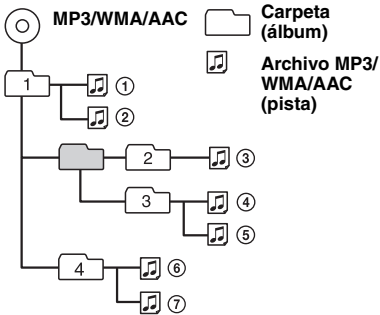 MP3/WMA/AAC
Carpeta
(álbum)
Archivo MP3/
WMA/AAC
(pista)
1
①
②
2
③
3
④
⑤
4
⑥
⑦